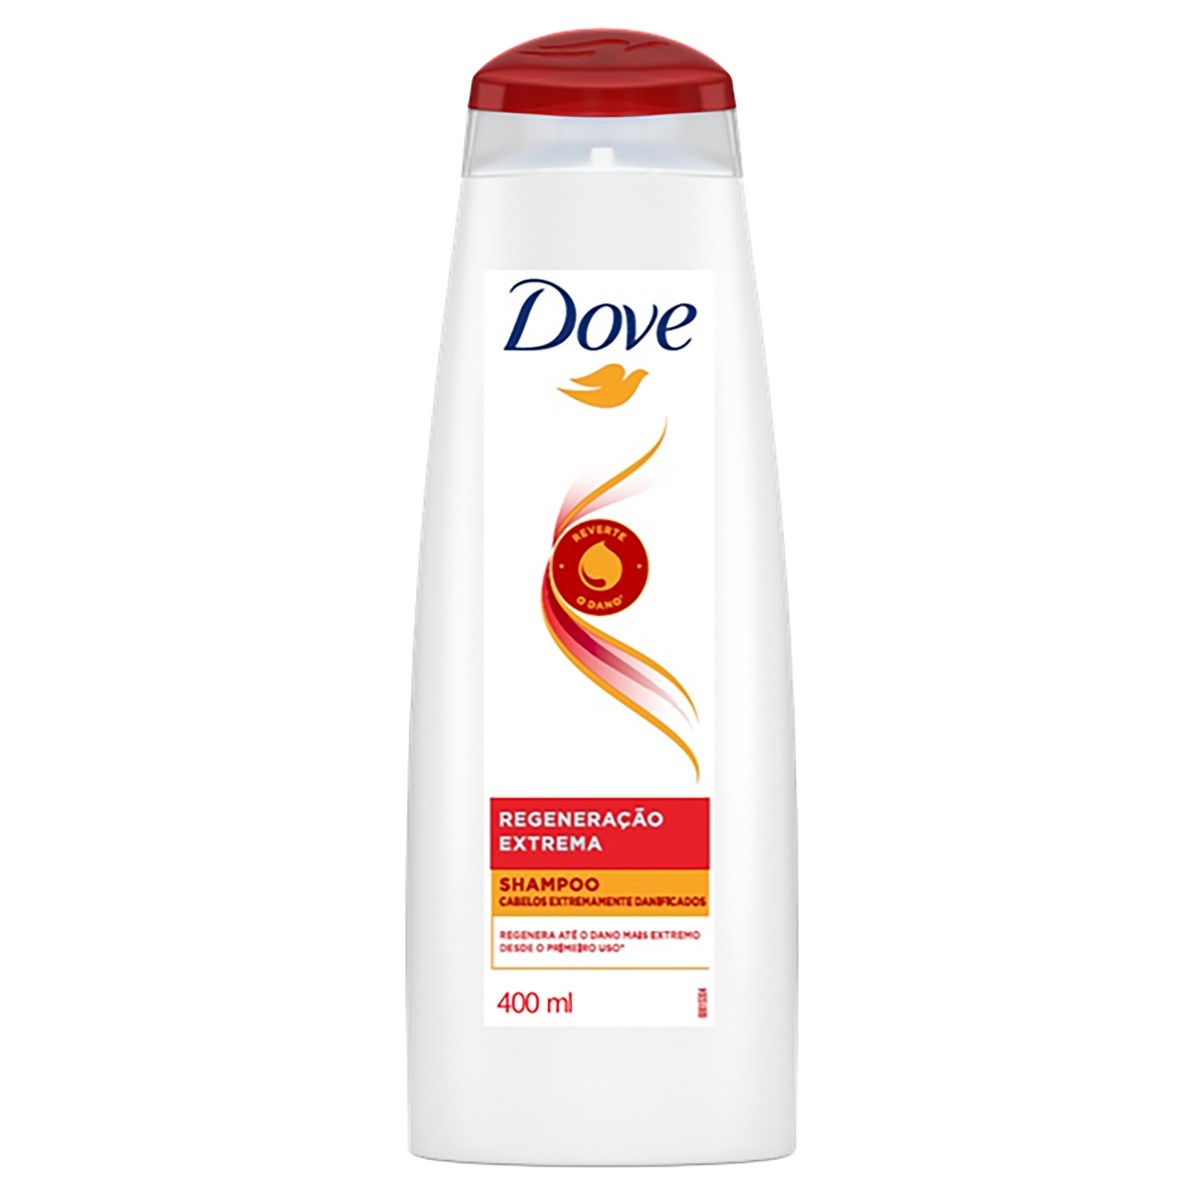 Dove
REVERTE
O DANO*
REGENERAÇÃO
EXTREMA
SHAMPOO
CABELOS EXTREMAMENTE DANIFICADOS
REGENERA ATÉ O DANO MAIS EXTREMO
DESDE O PRIMEIRO USO*
400 ml